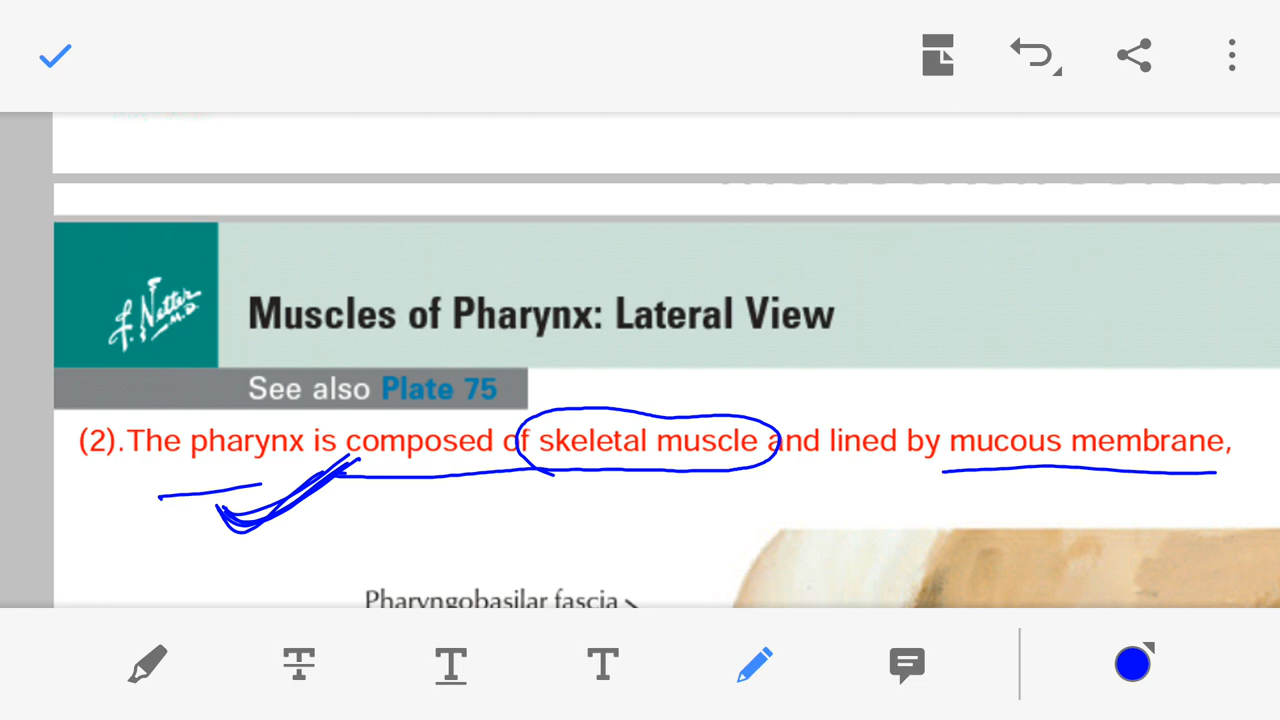 F. Netter M.D.
Muscles of Pharynx: Lateral View
See also Plate 75
(2).The pharynx is composed of skeletal muscle and lined by mucous membrane,
Pharyngobasilar fascia
T
T
T